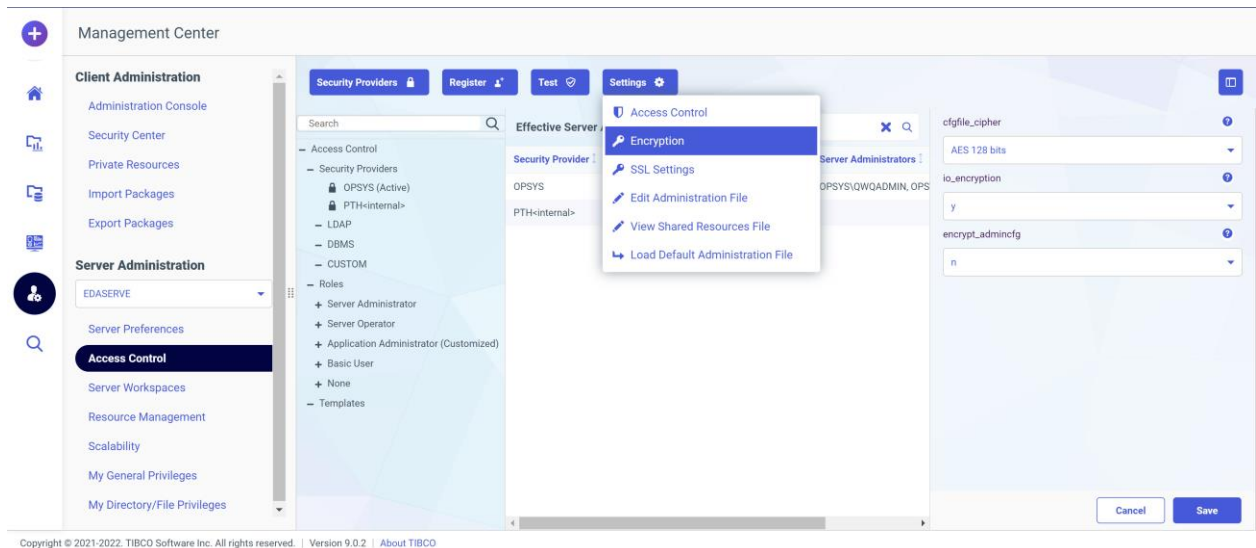 Management Center
Client Administration
Administration Console
Security Center
Private Resources
Import Packages
Export Packages
Server Administration
EDASERVE
Server Preferences
Access Control
Server Workspaces
Resource Management
Scalability
My General Privileges
My Directory/File Privileges
Security Providers
Register
Test
Settings
Search
Access Control
Security Providers
OPSYS (Active)
PTH<internal>
LDAP
DBMS
CUSTOM
Roles
Server Administrator
Server Operator
Application Administrator (Customized)
Basic User
None
Templates
Effective Server
Security Provider
Server Administrators
OPSYS
OPSYS\QWQADMIN, OPS
PTH<internal>
Access Control
Encryption
SSL Settings
Edit Administration File
View Shared Resources File
Load Default Administration File
cfgfile_cipher
AES 128 bits
io_encryption
y
encrypt_admincfg
n
Cancel
Save
Copyright © 2021-2022. TIBCO Software Inc. All rights reserved. | Version 9.0.2 | About TIBCO